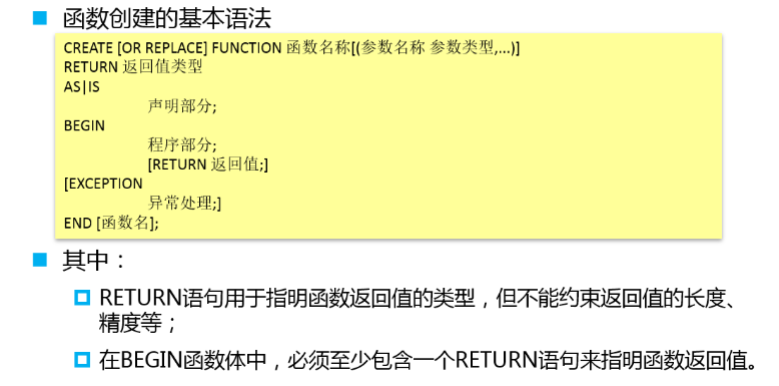 函数创建的基本语法
CREATE [OR REPLACE] FUNCTION 函数名称[(参数名称 参数类型,...)]
RETURN 返回值类型
AS|IS
声明部分;
BEGIN
程序部分;
[RETURN 返回值;]
[EXCEPTION
异常处理;]
END [函数名];
其中：
RETURN语句用于指明函数返回值的类型，但不能约束返回值的长度、
精度等；
在BEGIN函数体中，必须至少包含一个RETURN语句来指明函数返回值。